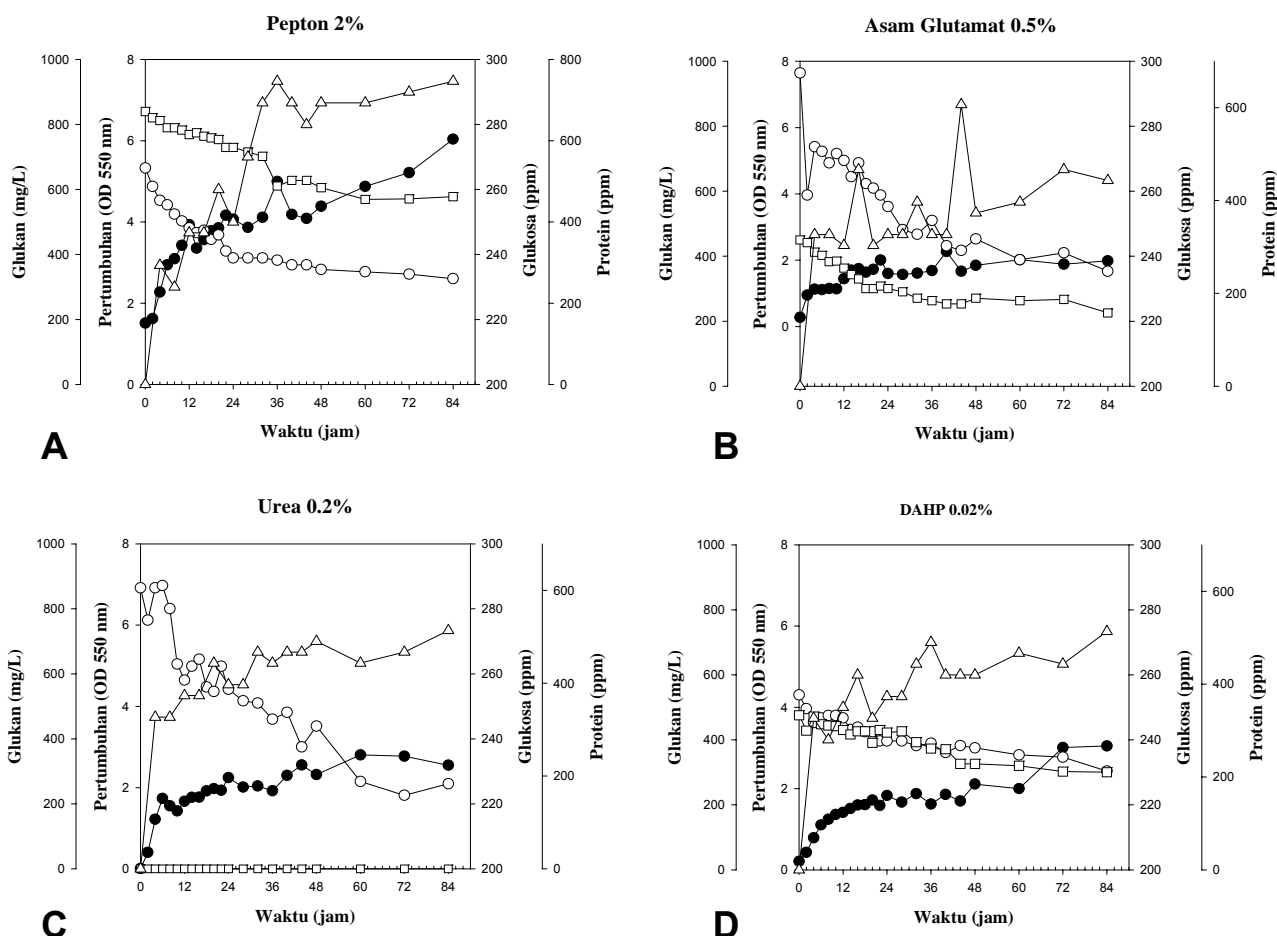 Pepton 2%
Glukan (mg/L)
1000
800
600
400
200
0
Pertumbuhan (OD 550 nm)
8
6
4
2
0
300
280
260
240
220
200
Glukosa (ppm)
800
600
400
200
0
Protein (ppm)
0 12 24 36 48 60 72 84
Waktu (jam)
A
Asam Glutamat 0.5%
Glukan (mg/L)
1000
800
600
400
200
0
Pertumbuhan (OD 550 nm)
8
6
4
2
0
300
280
260
240
220
200
Glukosa (ppm)
600
400
200
0
Protein (ppm)
0 12 24 36 48 60 72 84
Waktu (jam)
B
Urea 0.2%
Glukan (mg/L)
1000
800
600
400
200
0
Pertumbuhan (OD 550 nm)
8
6
4
2
0
300
280
260
240
220
200
Glukosa (ppm)
600
400
200
0
Protein (ppm)
0 12 24 36 48 60 72 84
Waktu (jam)
C
DAHP 0.02%
Glukan (mg/L)
1000
800
600
400
200
0
Pertumbuhan (OD 550 nm)
8
6
4
2
0
300
280
260
240
220
200
Glukosa (ppm)
600
400
200
0
Protein (ppm)
0 12 24 36 48 60 72 84
Waktu (jam)
D